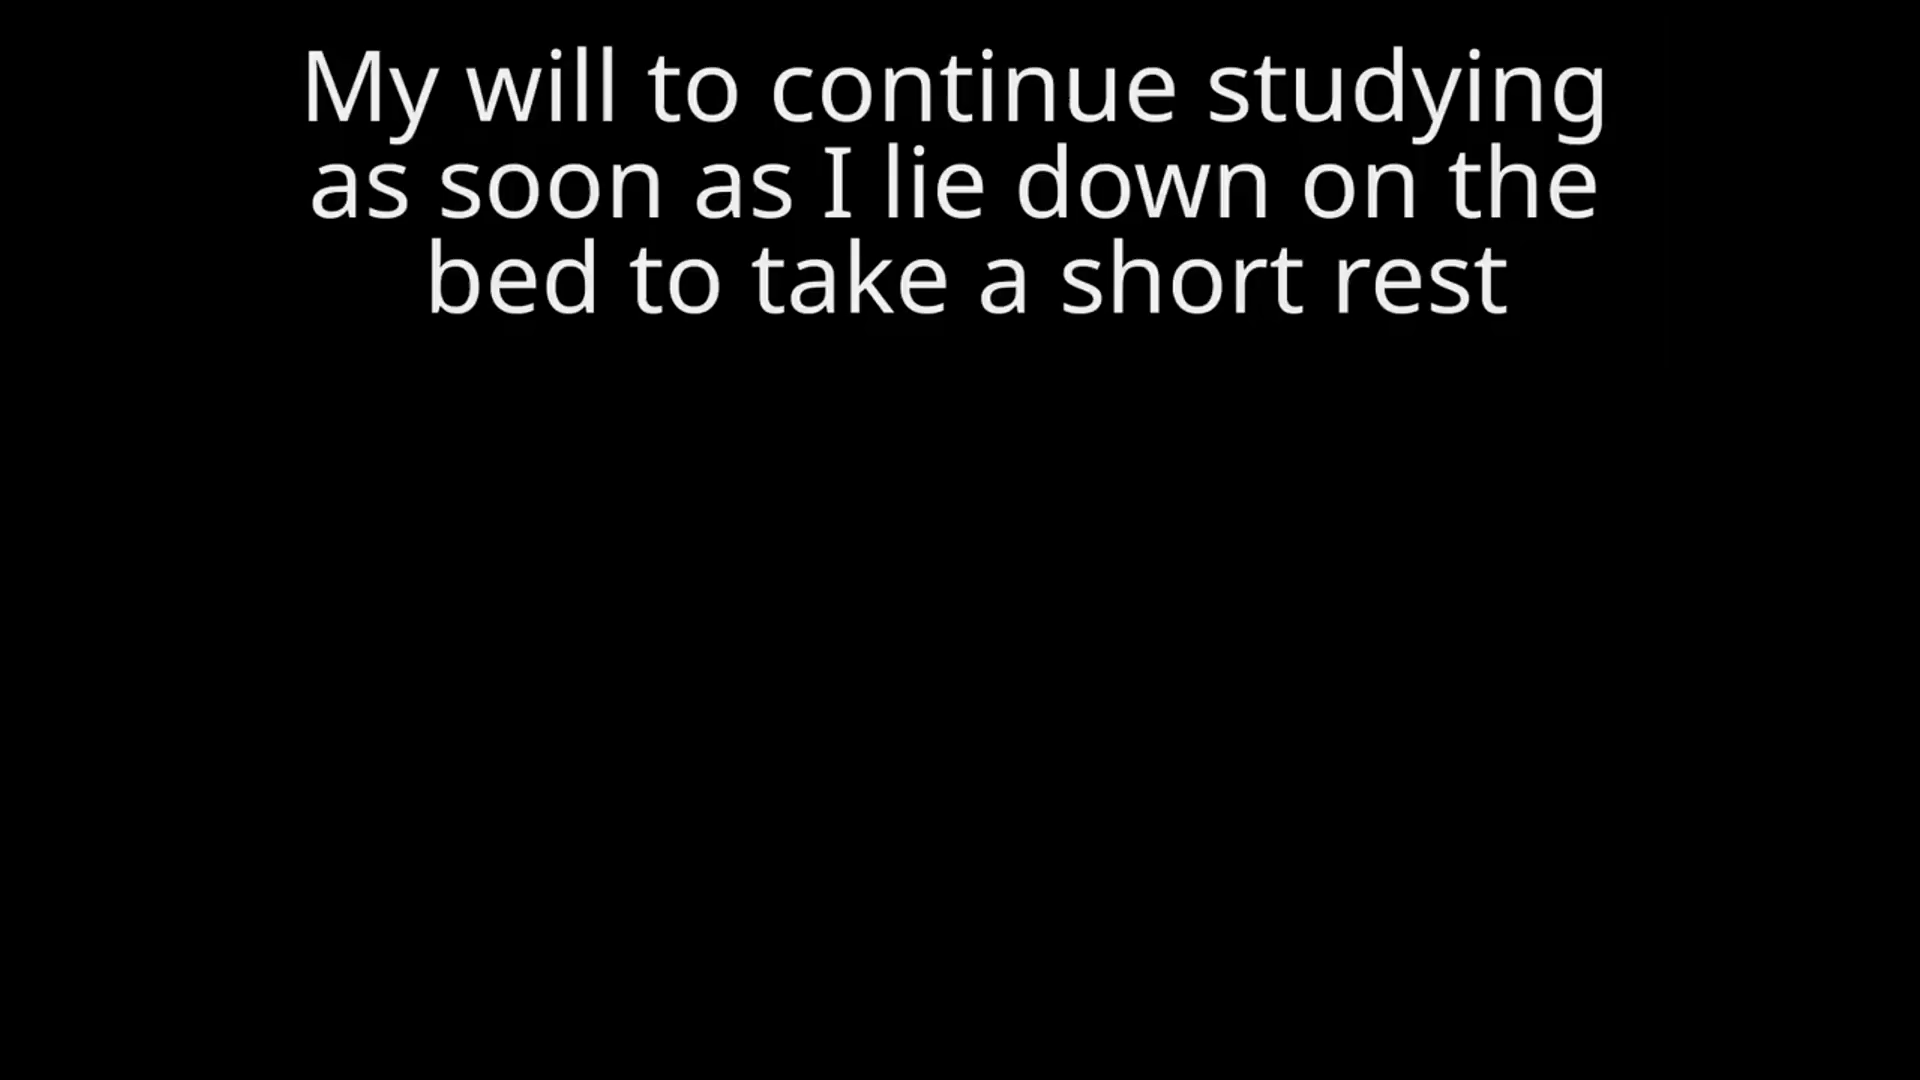 My will to continue studying
as soon as I lie down on the
bed to take a short rest